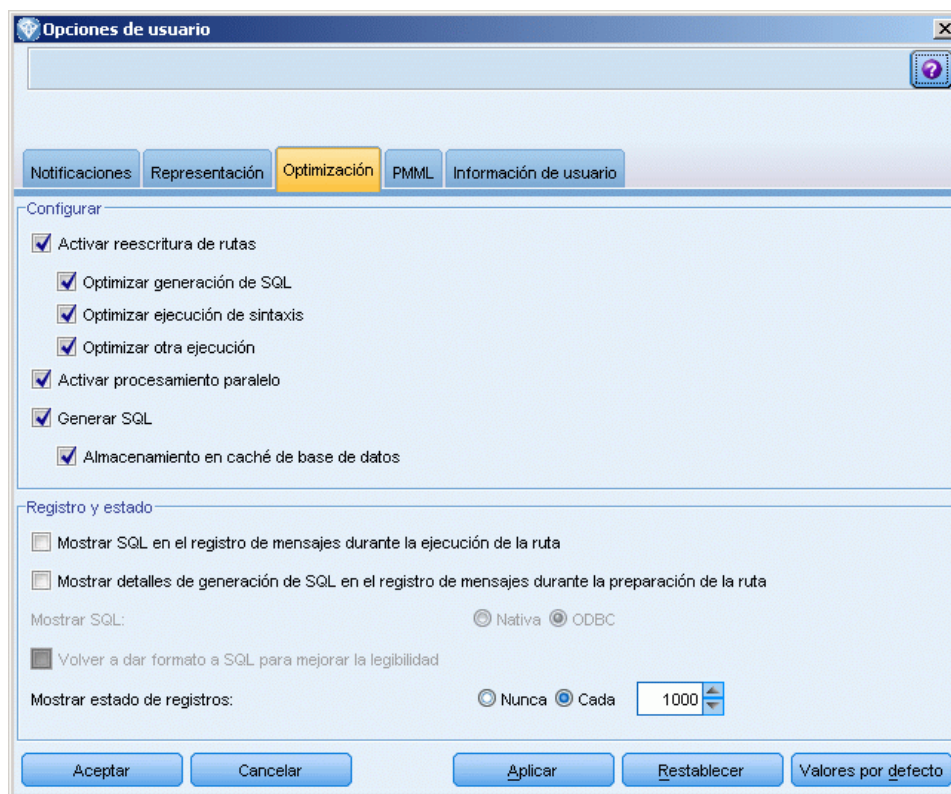 Opciones de usuario
Notificaciones Representación Optimización PMML Información de usuario
Configurar
Activar reescritura de rutas
Optimizar generación de SQL
Optimizar ejecución de sintaxis
Optimizar otra ejecución
Activar procesamiento paralelo
Generar SQL
Almacenamiento en caché de base de datos
Registro y estado
Mostrar SQL en el registro de mensajes durante la ejecución de la ruta
Mostrar detalles de generación de SQL en el registro de mensajes durante la preparación de la ruta
Mostrar SQL: Nativa ODBC
Volver a dar formato a SQL para mejorar la legibilidad
Mostrar estado de registros: Nunca Cada 1000
Aceptar Cancelar Aplicar Restablecer Valores por defecto